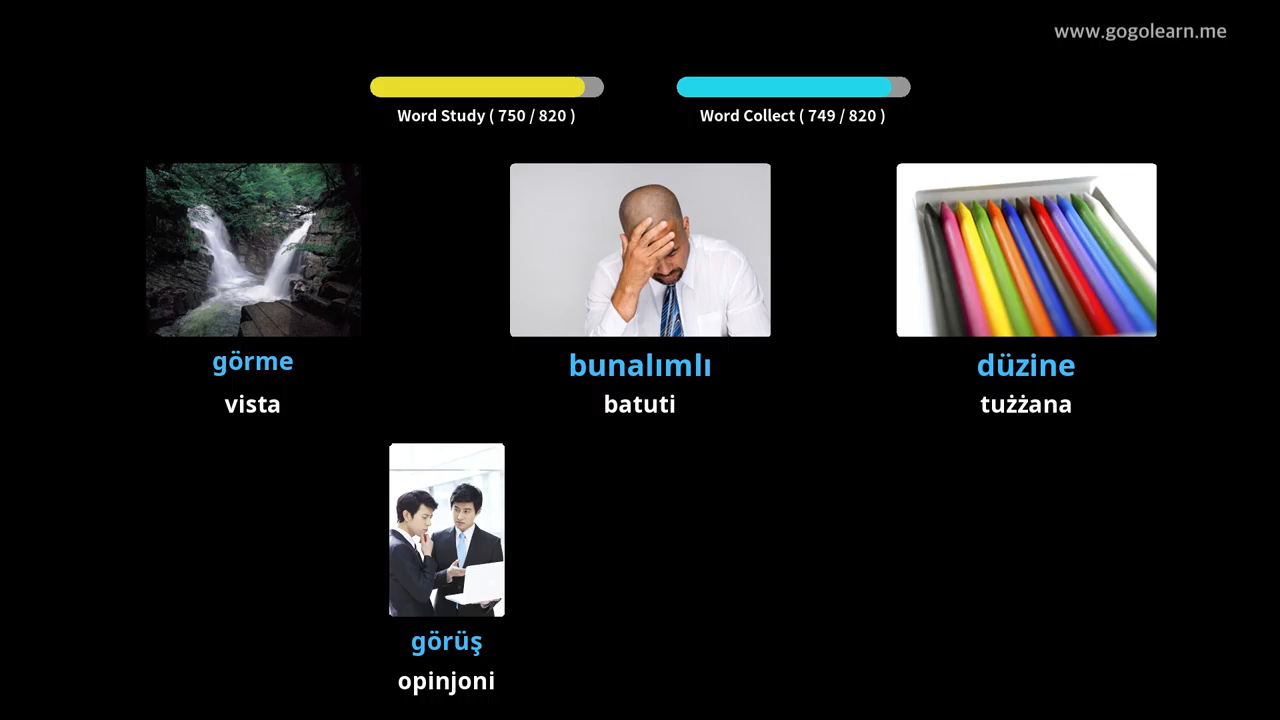 www.gogolearn.me
Word Study ( 750 / 820 )
Word Collect ( 749 / 820 )
görme
bunalımlı
düzine
vista
batuti
tużżana
görüş
opinjoni